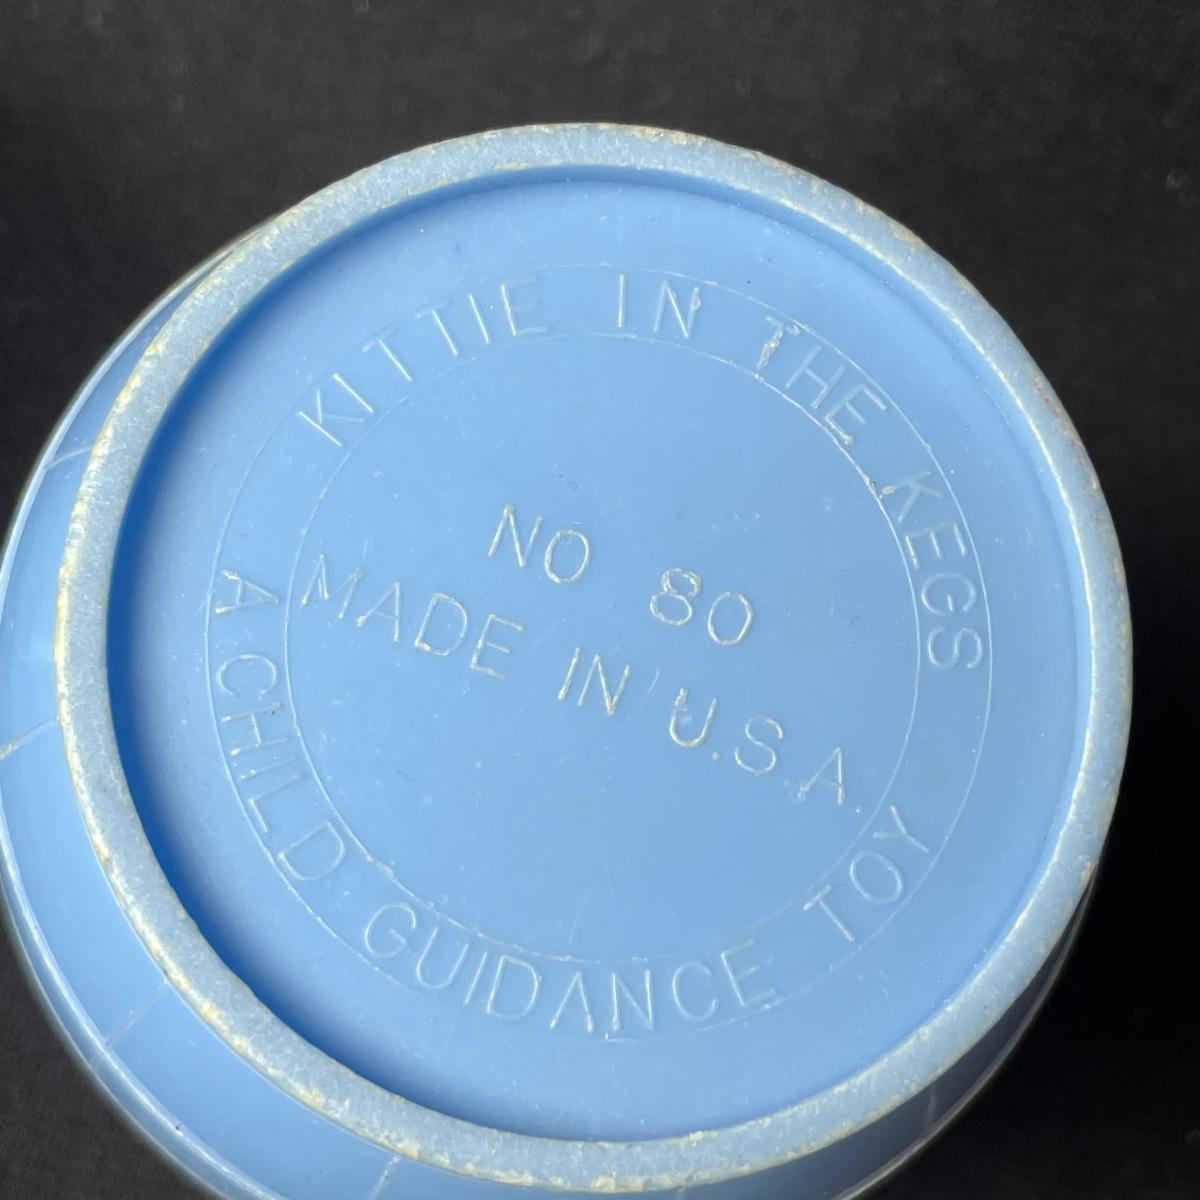 KITTIE IN THE KEGS
NO 80
MADE IN U.S.A.
A CHILD GUIDANCE TOY